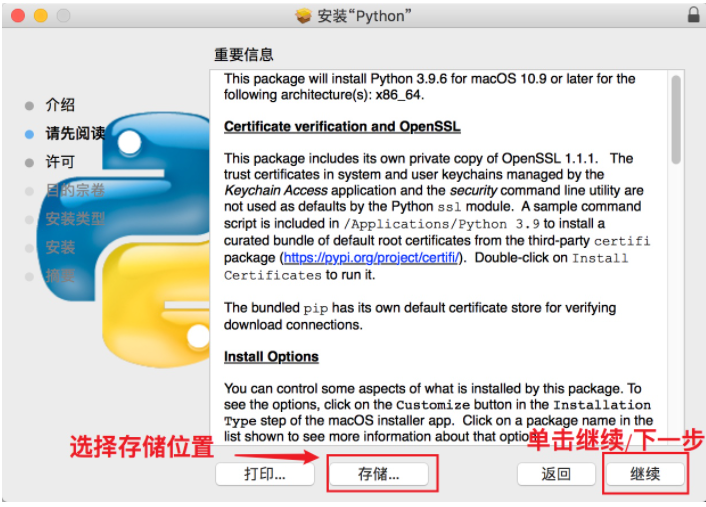 安装“Python”
重要信息
介绍
请先阅读
许可
目的宗卷
安装类型
安装
摘要
This package will install Python 3.9.6 for macOS 10.9 or later for the
following architecture(s): x86_64.
Certificate verification and OpenSSL
This package includes its own private copy of OpenSSL 1.1.1.   The
trust certificates in system and user keychains managed by the
Keychain Access application and the security command line utility are
not used as defaults by the Python ssl module.  A sample command
script is included in /Applications/Python 3.9 to install a
curated bundle of default root certificates from the third-party certifi
package (https://pypi.org/project/certifi/).  Double-click on Install
Certificates to run it.
The bundled pip has its own default certificate store for verifying
download connections.
Install Options
You can control some aspects of what is installed by this package. To
see the options, click on the Customize button in the Installation
Type step of the macOS installer app.  Click on a package name in the
list shown to see more information about that optio
选择存储位置
单击继续/下一步
打印...
存储...
返回
继续